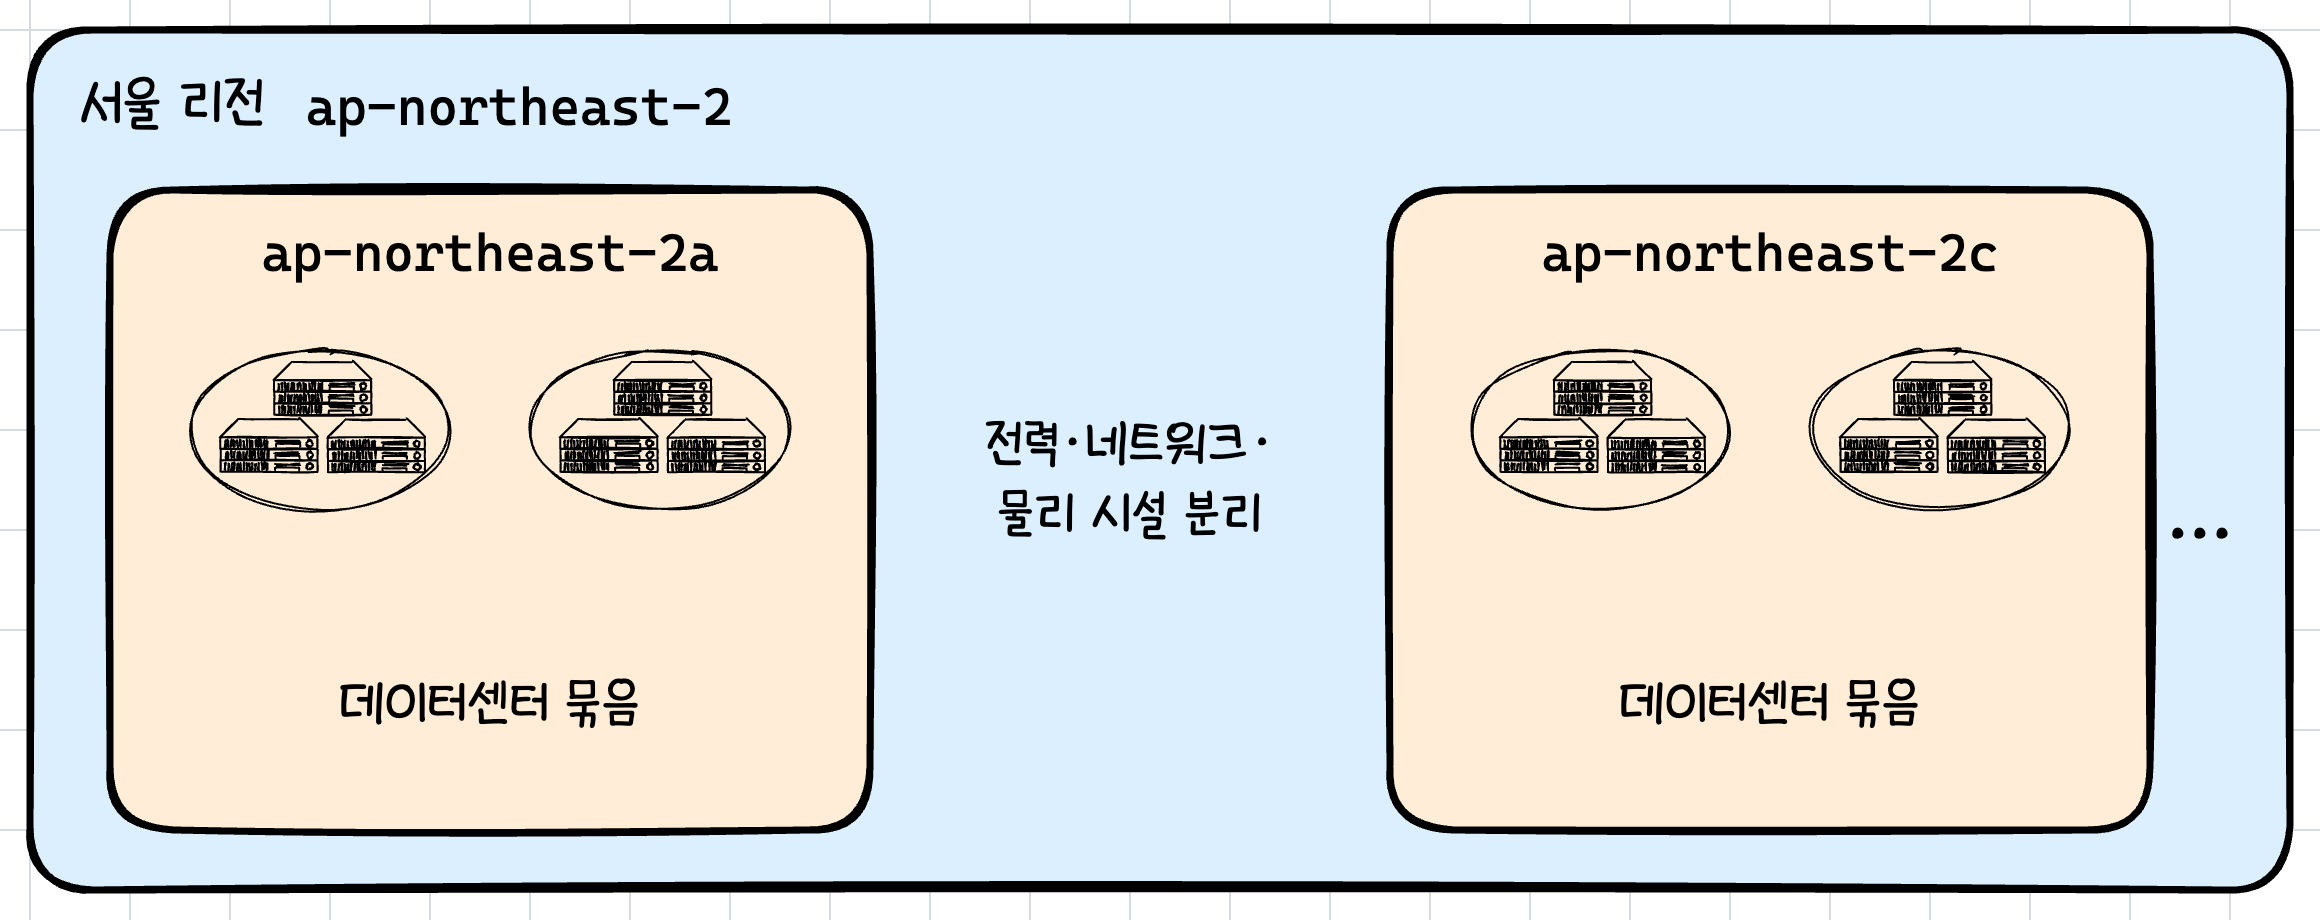 서울 리전 ap-northeast-2
ap-northeast-2a
ap-northeast-2c
전력·네트워크·
물리 시설 분리
...
데이터센터 묶음
데이터센터 묶음